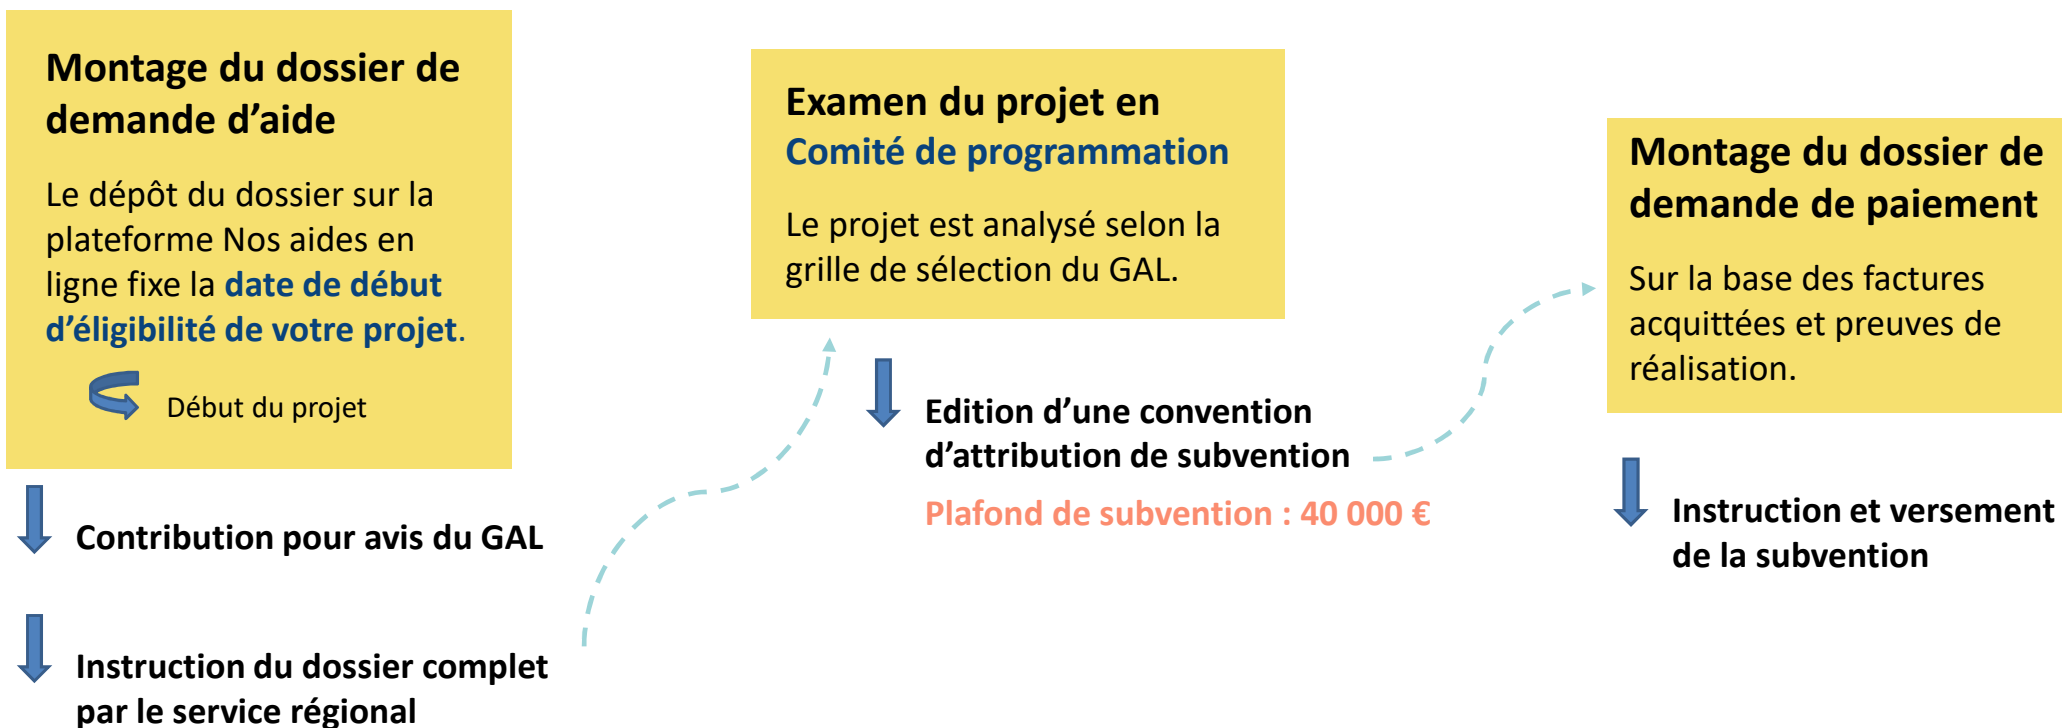 Montage du dossier de
demande d’aide
Le dépôt du dossier sur la
plateforme Nos aides en
ligne fixe la date de début
d’éligibilité de votre projet.
Début du projet
Contribution pour avis du GAL
Instruction du dossier complet
par le service régional
Examen du projet en
Comité de programmation
Le projet est analysé selon la
grille de sélection du GAL.
Edition d’une convention
d’attribution de subvention
Plafond de subvention : 40 000 €
Montage du dossier de
demande de paiement
Sur la base des factures
acquittées et preuves de
réalisation.
Instruction et versement
de la subvention